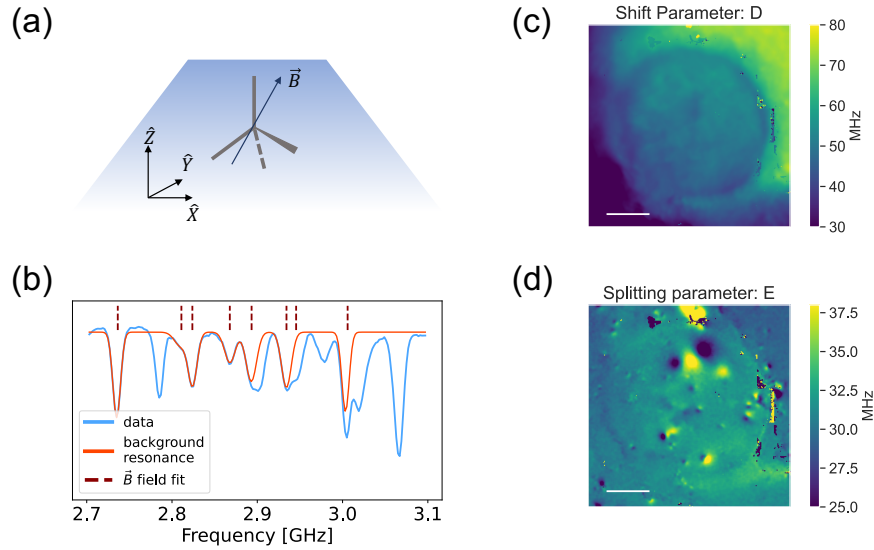 (a)
B⃗
Ẑ
Ŷ
X̂
(b)
data
background
resonance
B⃗ field fit
2.7 2.8 2.9 3.0 3.1
Frequency [GHz]
(c)
Shift Parameter: D
80
70
60
50
40
30
MHz
(d)
Splitting parameter: E
37.5
35.0
32.5
30.0
27.5
25.0
MHz